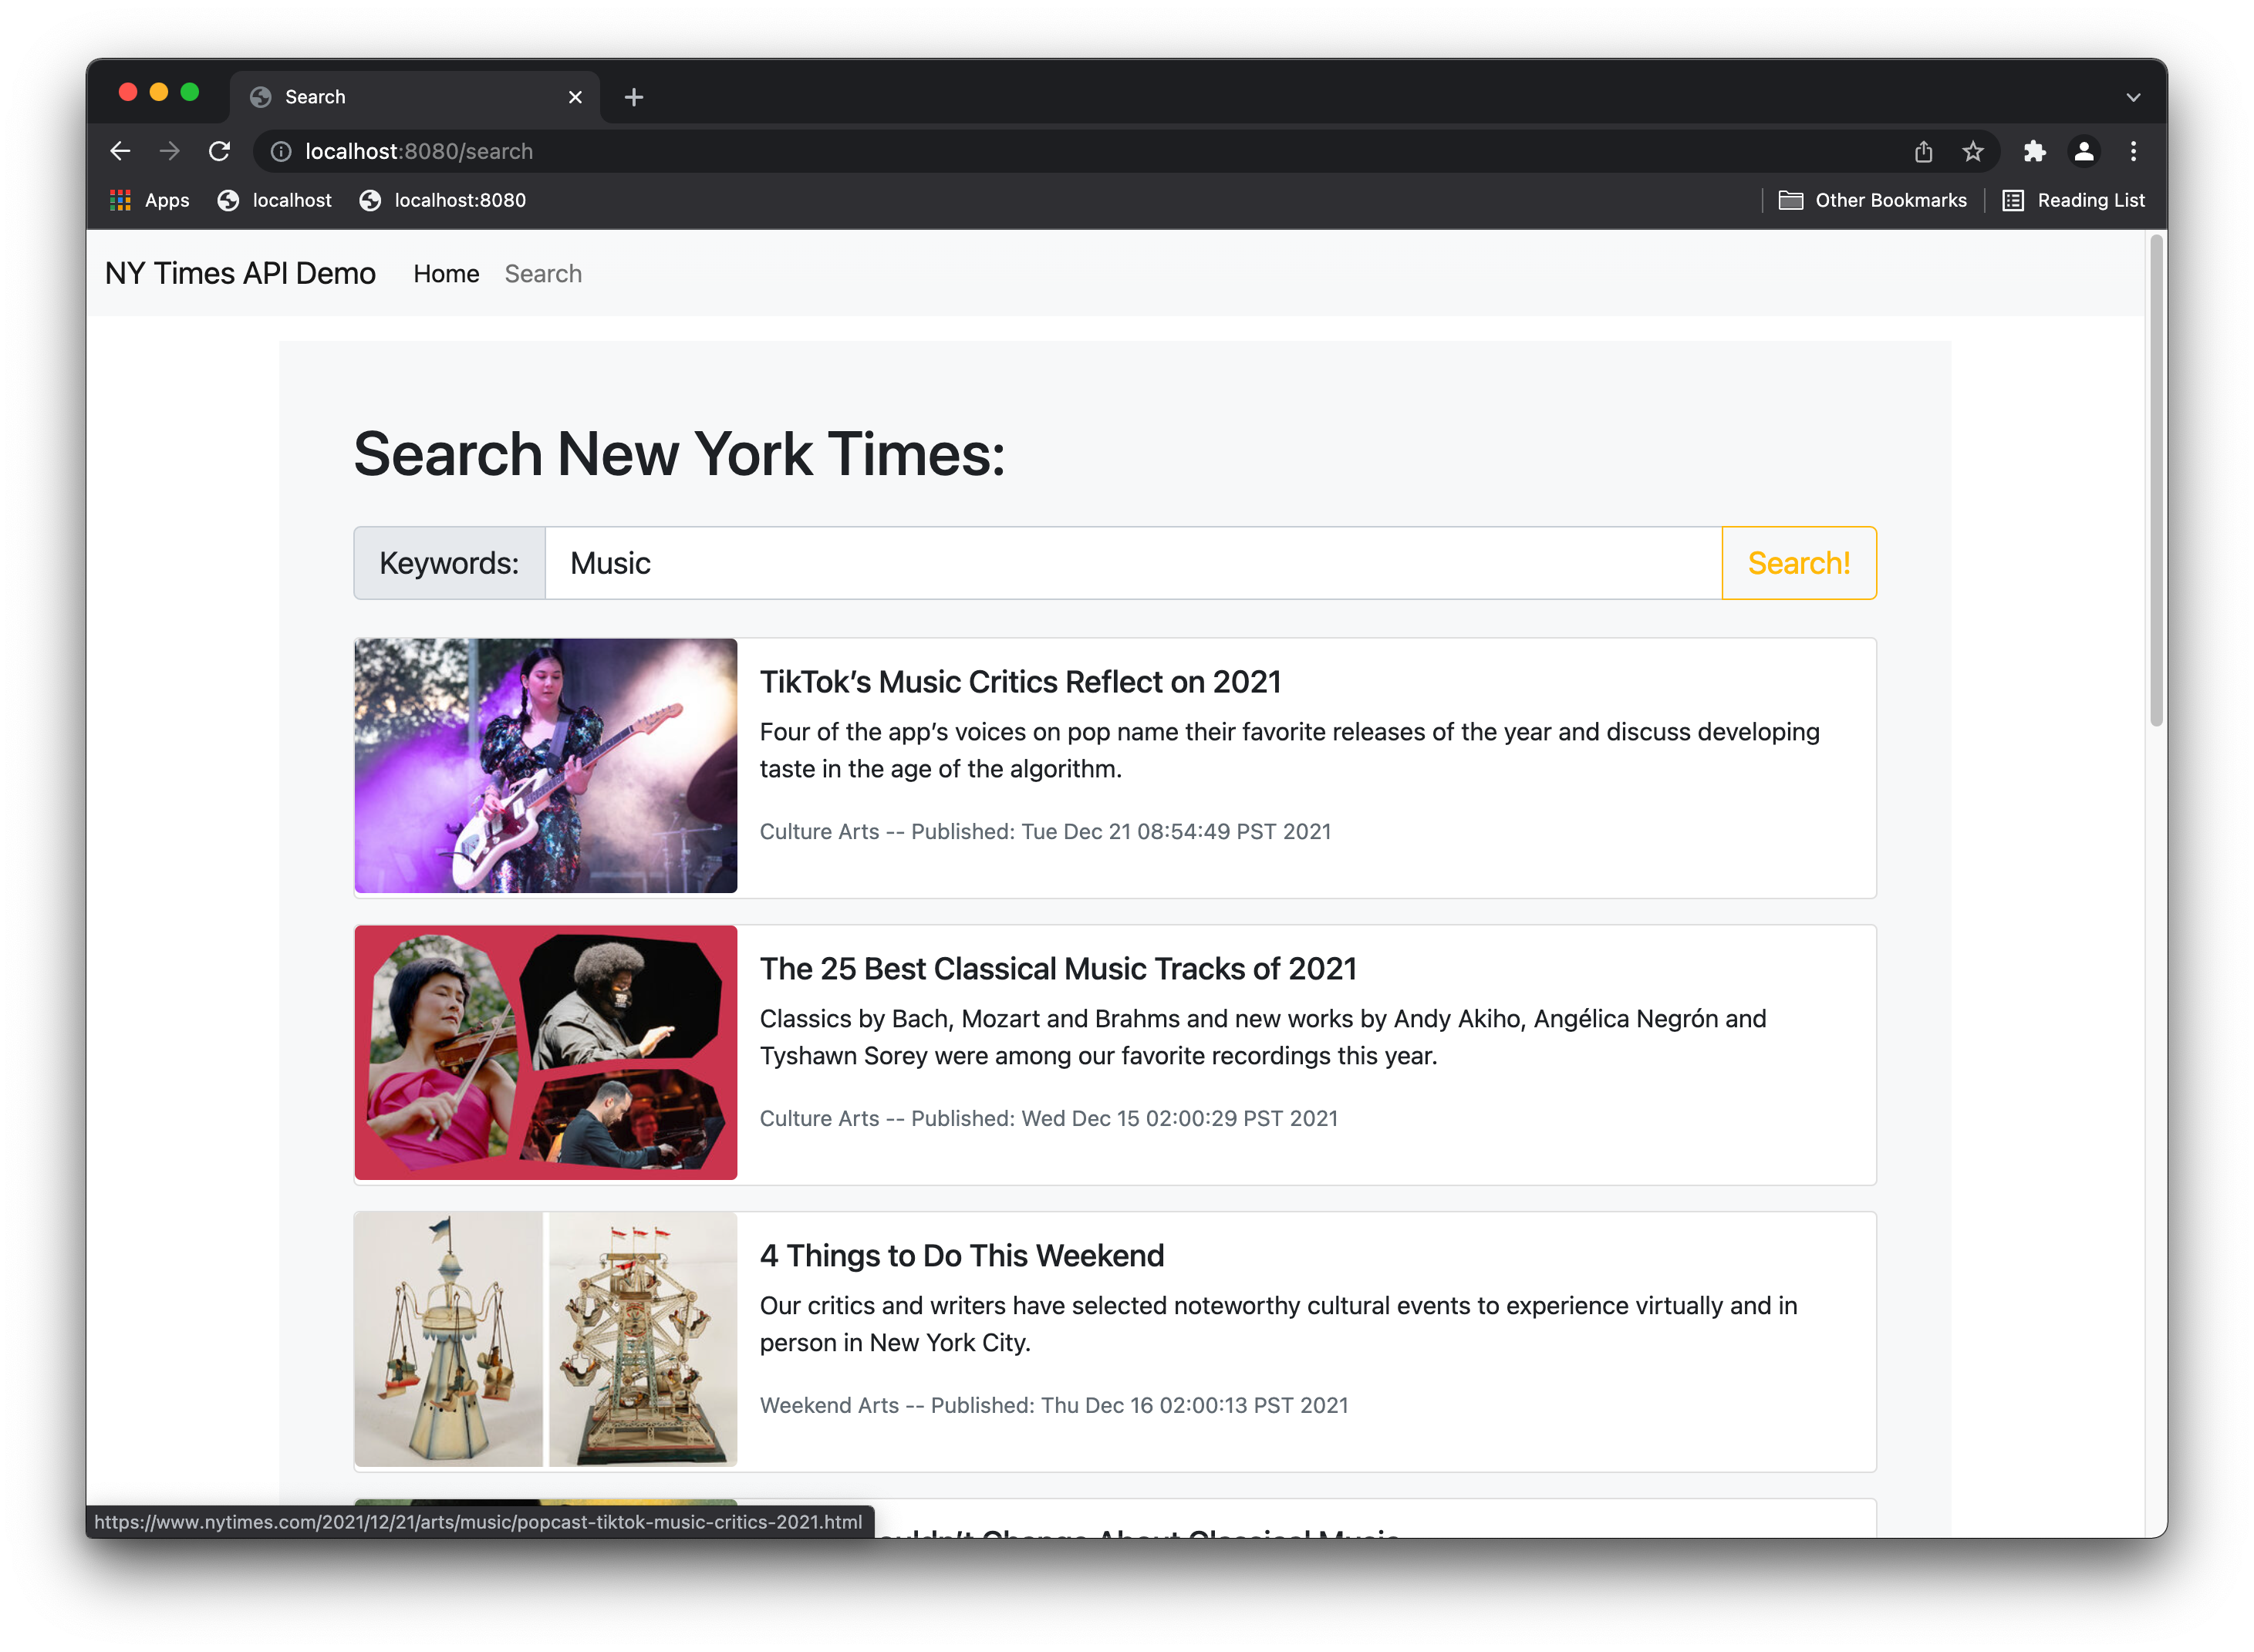 Search
localhost:8080/search
Apps localhost localhost:8080 Other Bookmarks Reading List
NY Times API Demo Home Search
Search New York Times:
Keywords: Music Search!
TikTok’s Music Critics Reflect on 2021
Four of the app’s voices on pop name their favorite releases of the year and discuss developing
taste in the age of the algorithm.
Culture Arts -- Published: Tue Dec 21 08:54:49 PST 2021
The 25 Best Classical Music Tracks of 2021
Classics by Bach, Mozart and Brahms and new works by Andy Akiho, Angélica Negrón and
Tyshawn Sorey were among our favorite recordings this year.
Culture Arts -- Published: Wed Dec 15 02:00:29 PST 2021
4 Things to Do This Weekend
Our critics and writers have selected noteworthy cultural events to experience virtually and in
person in New York City.
Weekend Arts -- Published: Thu Dec 16 02:00:13 PST 2021
Change About Classical Music
https://www.nytimes.com/2021/12/21/arts/music/popcast-tiktok-music-critics-2021.html